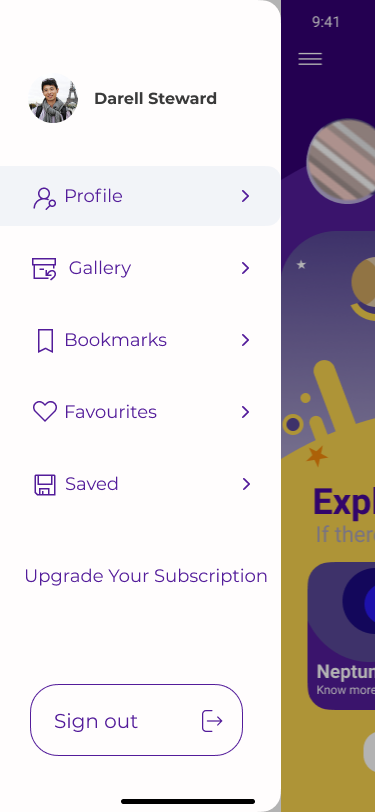 9:41
Darell Steward
Profile
Gallery
Bookmarks
Favourites
Saved
Upgrade Your Subscription
Sign out
Expl
If ther
Neptun
Know more